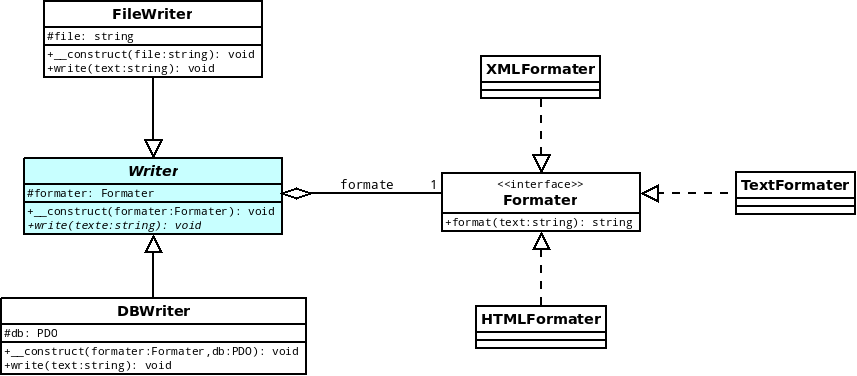 FileWriter
#file: string
+__construct(file:string): void
+write(text:string): void
XMLFormater
Writer
#formater: Formater
+__construct(formater:Formater): void
+write(texte:string): void
formate
1
<<interface>>
Formater
+format(text:string): string
TextFormater
DBWriter
#db: PDO
+__construct(formater:Formater,db:PDO): void
+write(text:string): void
HTMLFormater